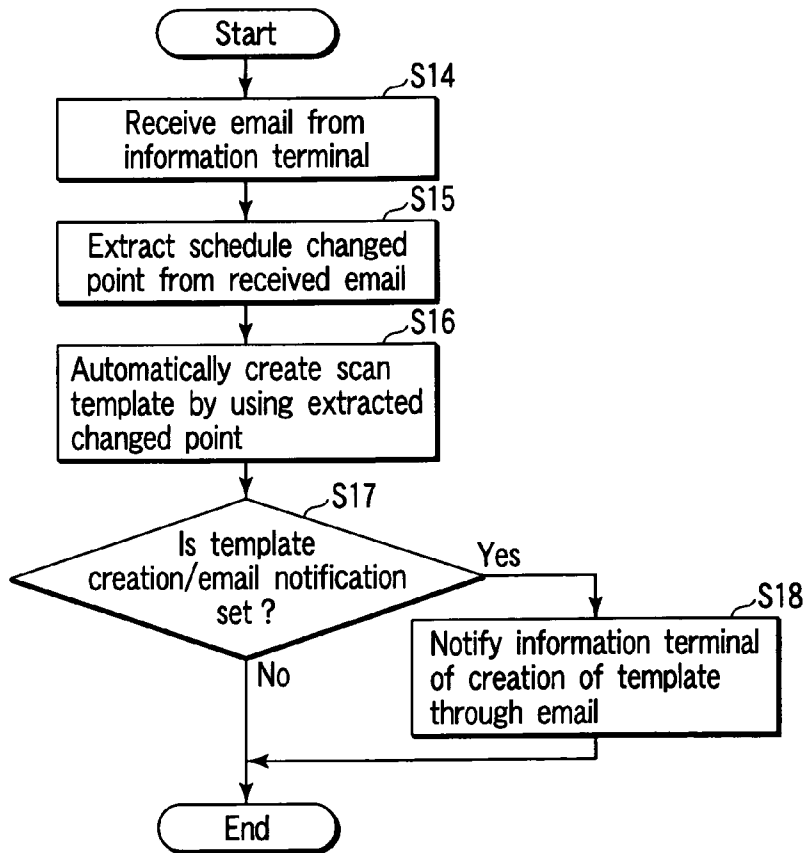 Start
S14
Receive email from
information terminal
S15
Extract schedule changed
point from received email
S16
Automatically create scan
template by using extracted
changed point
S17
Is template
creation/email notification
set ?
Yes
No
S18
Notify information terminal
of creation of template
through email
End